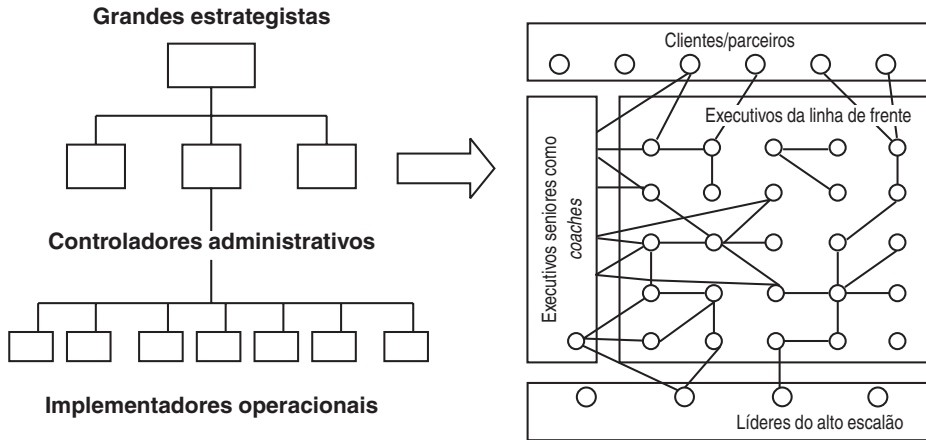 Grandes estrategistas
Controladores administrativos
Implementadores operacionais
Clientes/parceiros
Executivos da linha de frente
Executivos seniores como
coaches
Líderes do alto escalão